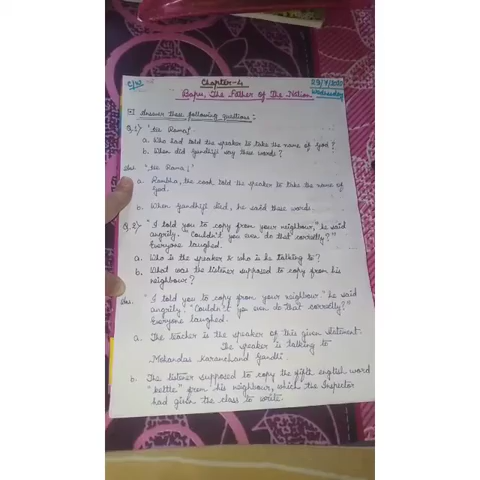 C/W
Chapter-4
Bapu, The Father of The Nation
Wednesday
Answer these following questions:-
Q.1) "He Rama!"
a. Who had told the speaker to take the name of God?
b. When did Gandhiji say these words?
Ans. "He Rama!"
a. Rambha, the cook told the speaker to take the name of
God.
b. When Gandhiji died, he said these words.
Q.2) "I told you to copy from your neighbour," he said
angrily. "Couldn't you even do that correctly?"
Everyone laughed.
a. Who is the speaker & who is he talking to?
b. What was the listener supposed to copy from his
neighbour?
Ans. "I told you to copy from your neighbour" he said
angrily. "Couldn't you even do that correctly?"
Everyone laughed.
a. The teacher is the speaker of this given statement.
The speaker is talking to
Mohandas Karamchand Gandhi.
b. The listener supposed to copy the fifth english word
"kettle" from his neighbour, which the Inspector
had given the class to write.